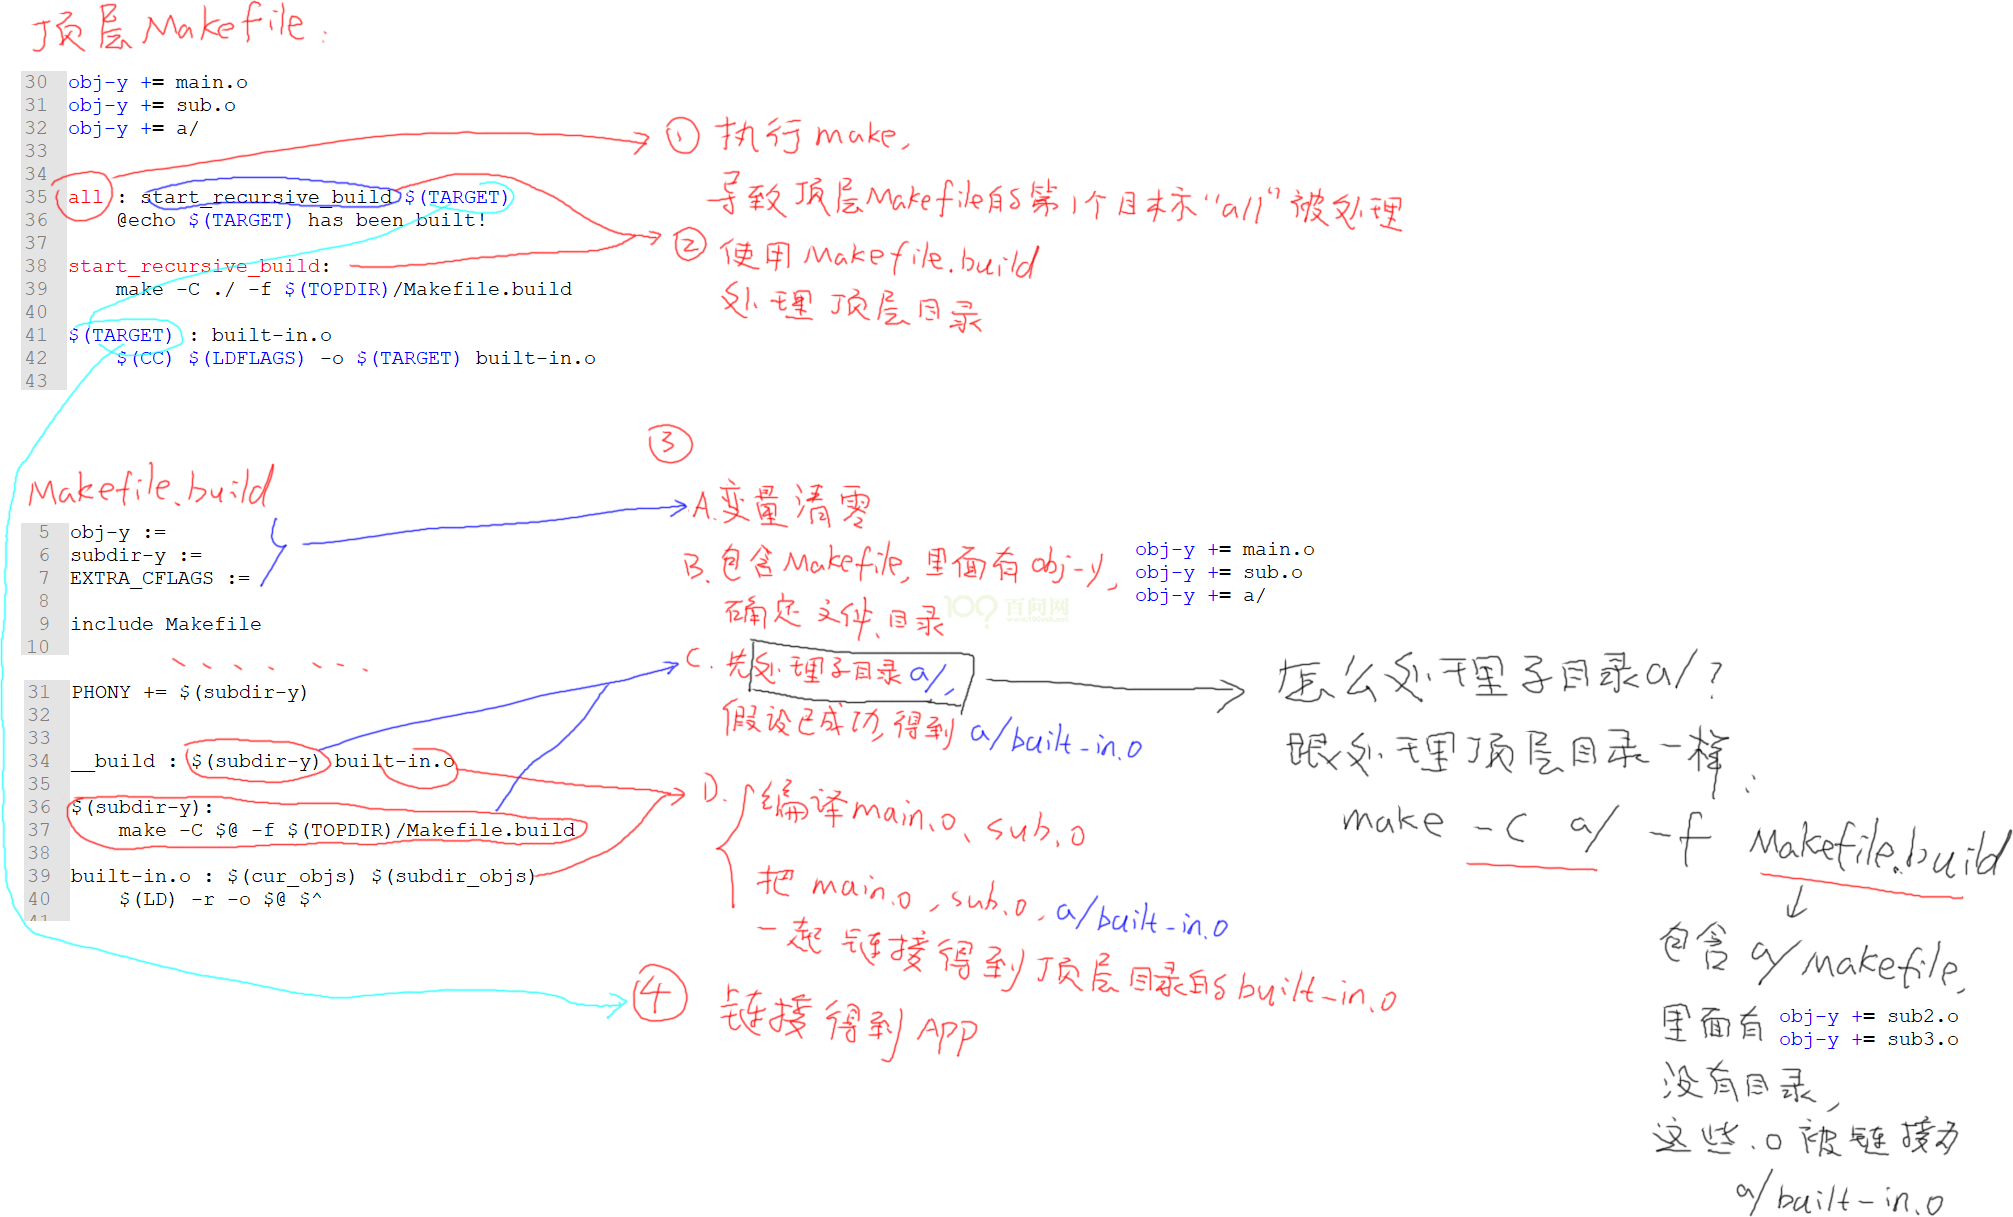 顶层Makefile:
30 obj-y += main.o
31 obj-y += sub.o
32 obj-y += a/
33
34
35 all : start_recursive_build $(TARGET)
36 @echo $(TARGET) has been built!
37
38 start_recursive_build:
39 make -C ./ -f $(TOPDIR)/Makefile.build
40
41 $(TARGET) : built-in.o
42 $(CC) $(LDFLAGS) -o $(TARGET) built-in.o
43
① 执行make,
导致顶层Makefile的第1个目标“all”被处理
② 使用Makefile.build
处理顶层目录
Makefile.build
5 obj-y :=
6 subdir-y :=
7 EXTRA_CFLAGS :=
8
9 include Makefile
10
31 PHONY += $(subdir-y)
32
33
34 __build : $(subdir-y) built-in.o
35
36 $(subdir-y):
37 make -C $@ -f $(TOPDIR)/Makefile.build
38
39 built-in.o : $(cur_objs) $(subdir_objs)
40 $(LD) -r -o $@ $^
41
③
A.变量清零
B.包含Makefile,里面有obj-y,
确定文件、目录
obj-y += main.o
obj-y += sub.o
obj-y += a/
100 百问网
www.100ask.net
C.先处理子目录a/,
假设已成功,得到a/built-in.o
D.编译main.o、sub.o
把main.o,sub.o,a/built-in.o
一起链接得到顶层目录的built-in.o
④ 链接得到APP
怎么处理子目录a/?
跟处理顶层目录一样:
make -C a/ -f Makefile.build
包含a/Makefile,
里面有
obj-y += sub2.o
obj-y += sub3.o
没有目录,
这些.o被链接为
a/built-in.o